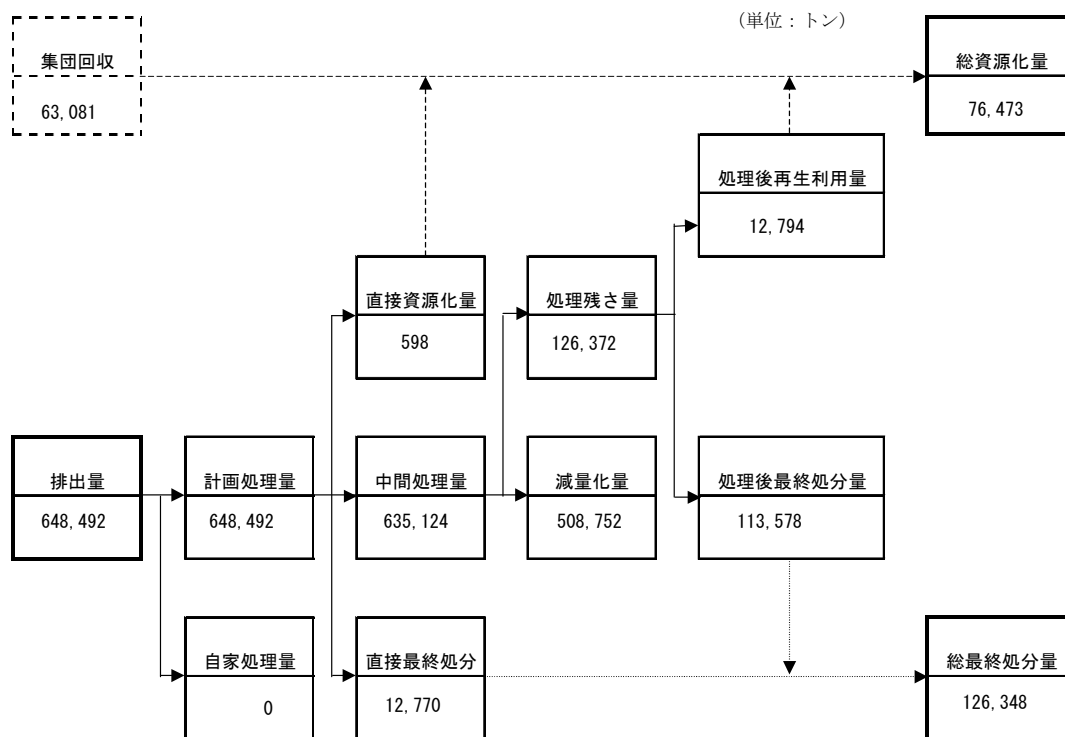 (単位:トン)
集団回収
63,081
総資源化量
76,473
処理後再生利用量
12,794
直接資源化量
598
処理残さ量
126,372
排出量
648,492
計画処理量
648,492
中間処理量
635,124
減量化量
508,752
処理後最終処分量
113,578
自家処理量
0
直接最終処分
12,770
総最終処分量
126,348